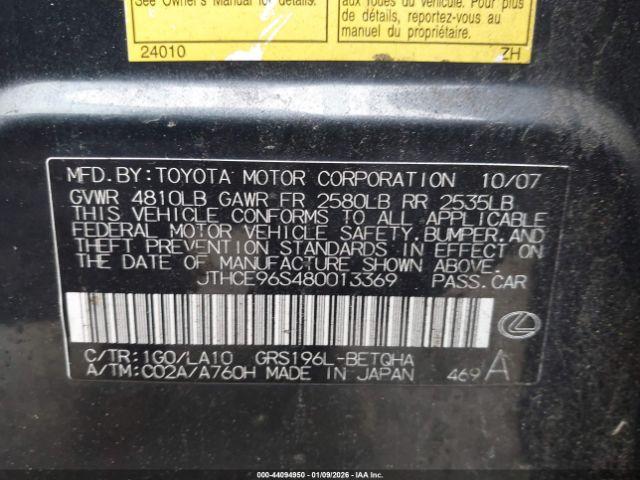 See Owner's Manual for details.
24010
aux roues du véhicule. Pour plus
de détails, reportez-vous au
manuel du propriétaire.
ZH
MFD. BY: TOYOTA MOTOR CORPORATION 10/07
GVWR 4810LB GAWR FR 2580LB RR 2535LB
THIS VEHICLE CONFORMS TO ALL APPLICABLE
FEDERAL MOTOR VEHICLE SAFETY, BUMPER, AND
THEFT PREVENTION STANDARDS IN EFFECT ON
THE DATE OF MANUFACTURE SHOWN ABOVE.
JTHCE96S480013369 PASS. CAR
C/TR: 1G0/LA10 GRS196L-BETQHA
A/TM: C02A/A760H MADE IN JAPAN 469 A
000-44094950 - 01/09/2026 - IAAI.COM